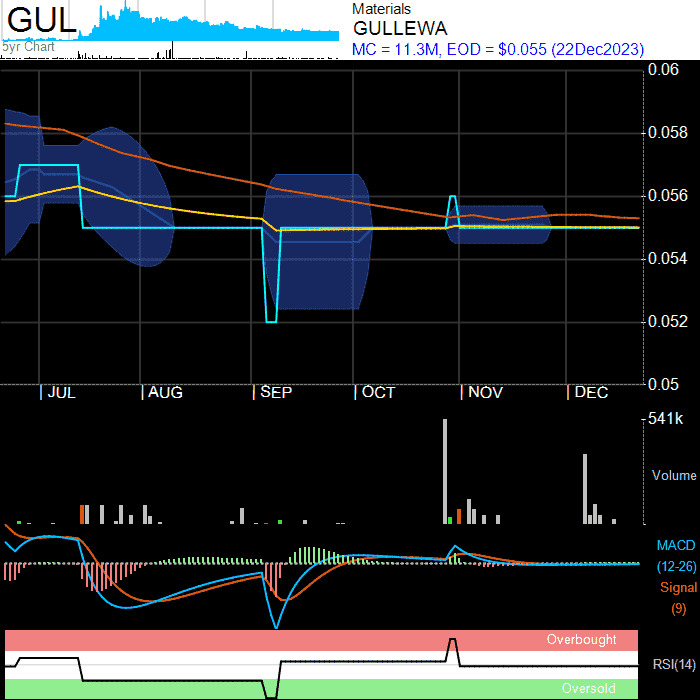 GUL
5yr Chart
Materials
GULLEWA
MC = 11.3M, EOD = $0.055 (22Dec2023)
0.06
0.058
0.056
0.054
0.052
0.05
JUL AUG SEP OCT NOV DEC
541k
Volume
MACD
(12-26)
Signal
(9)
Overbought
RSI(14)
Oversold